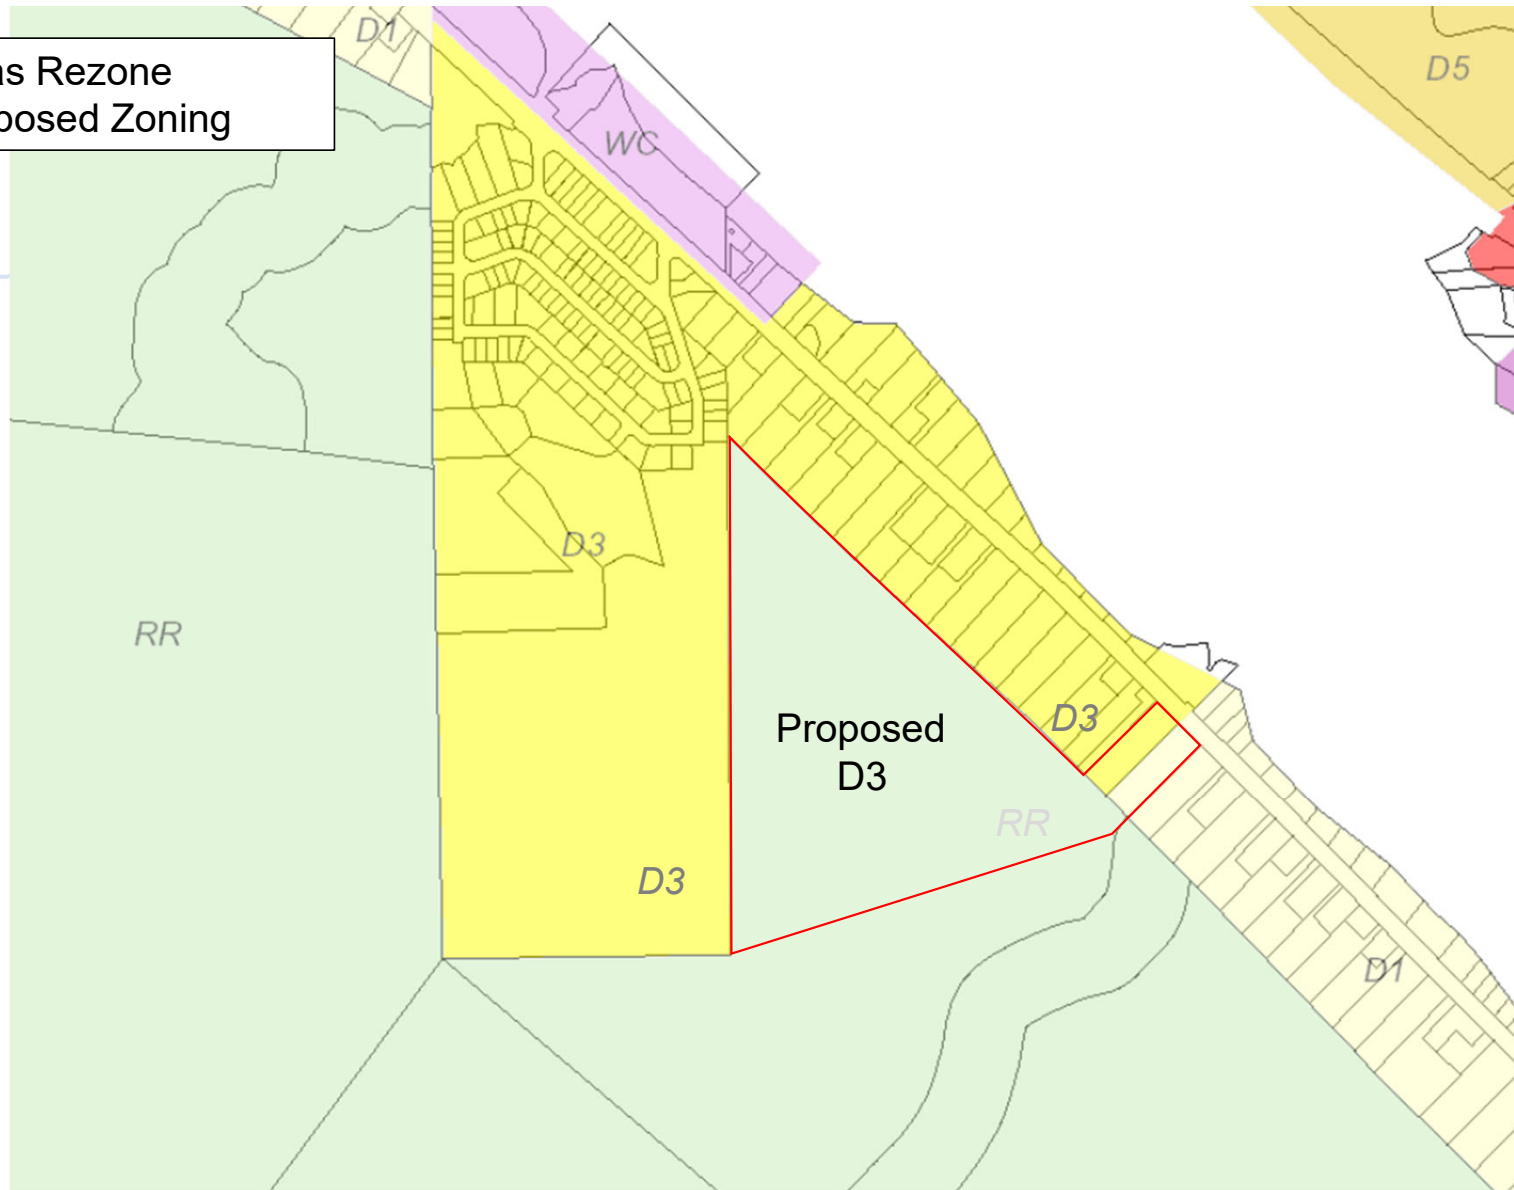 D1
as Rezone
posed Zoning
D5
WC
D3
RR
D3
Proposed
D3
RR
D3
D1